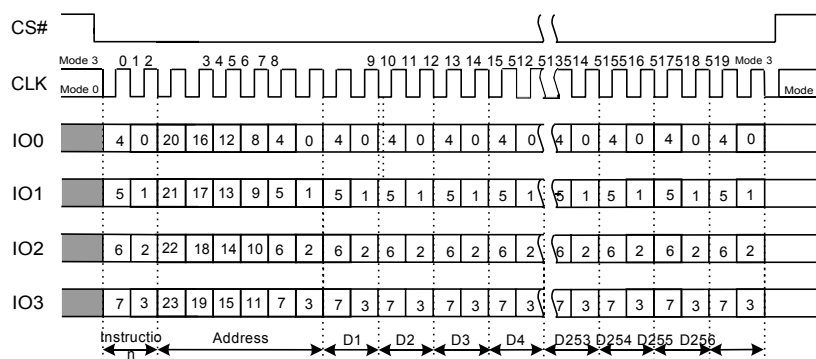 CS#
Mode 3 0 1 2 3 4 5 6 7 8 9 10 11 12 13 14 15 512 513514 5155 16 517518 519 Mode 3
CLK
Mode 0 Mode
IO0 4 0 20 16 12 8 4 0 4 0 4 0 4 0 4 0 4 0 4 0 4 0 4 0
IO1 5 1 21 17 13 9 5 1 5 1 5 1 5 1 5 1 5 1 5 1 5 1 5 1
IO2 6 2 22 18 14 10 6 2 6 2 6 2 6 2 6 2 6 2 6 2 6 2 6 2
IO3 7 3 23 19 15 11 7 3 7 3 7 3 7 3 7 3 7 3 7 3 7 3 7 3
Instructio Address D1 D2 D3 D4 D253 D254 D255 D256
n